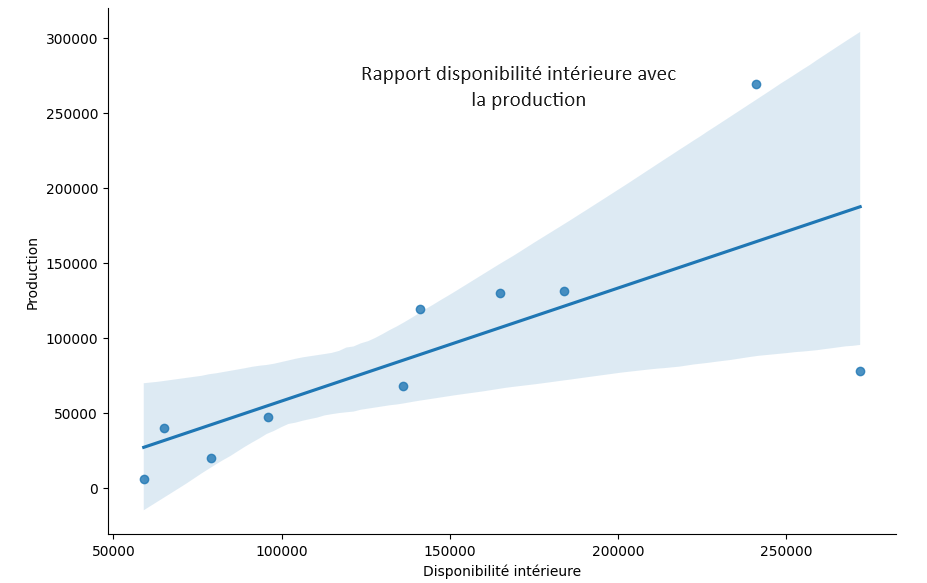 Rapport disponibilité intérieure avec
la production
300000
250000
200000
150000
100000
50000
0
Production
50000 100000 150000 200000 250000
Disponibilité intérieure